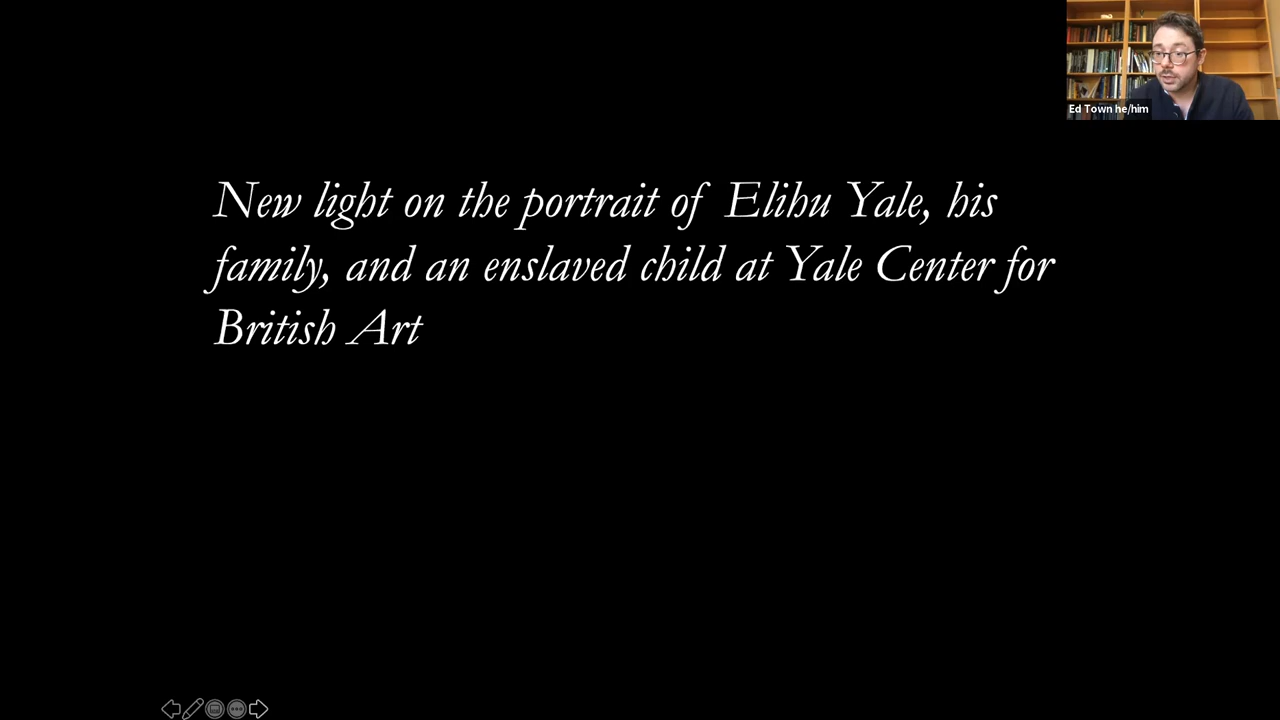 Ed Town he/him
New light on the portrait of Elihu Yale, his
family, and an enslaved child at Yale Center for
British Art